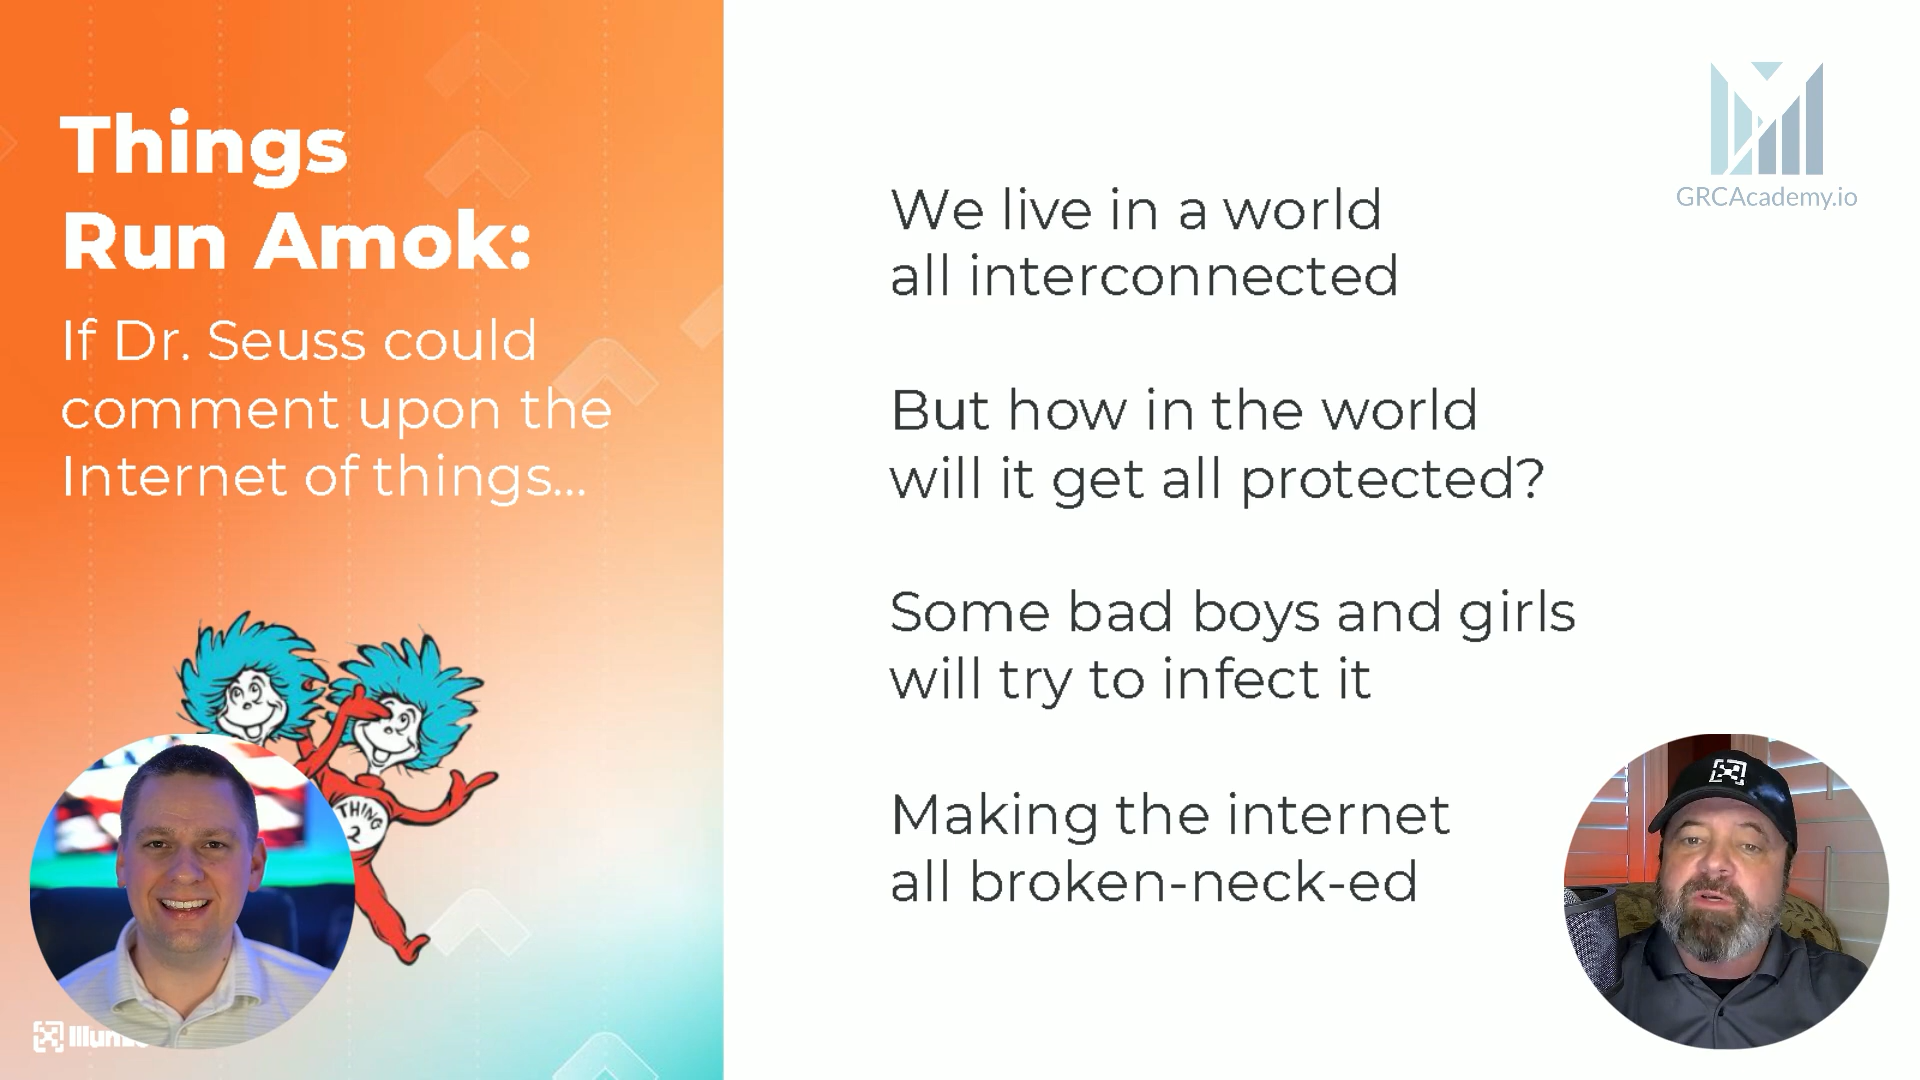 Things
Run Amok:
If Dr. Seuss could
comment upon the
Internet of things...
We live in a world
all interconnected
But how in the world
will it get all protected?
Some bad boys and girls
will try to infect it
Making the internet
all broken-neck-ed
GRCAcademy.io
THING
2